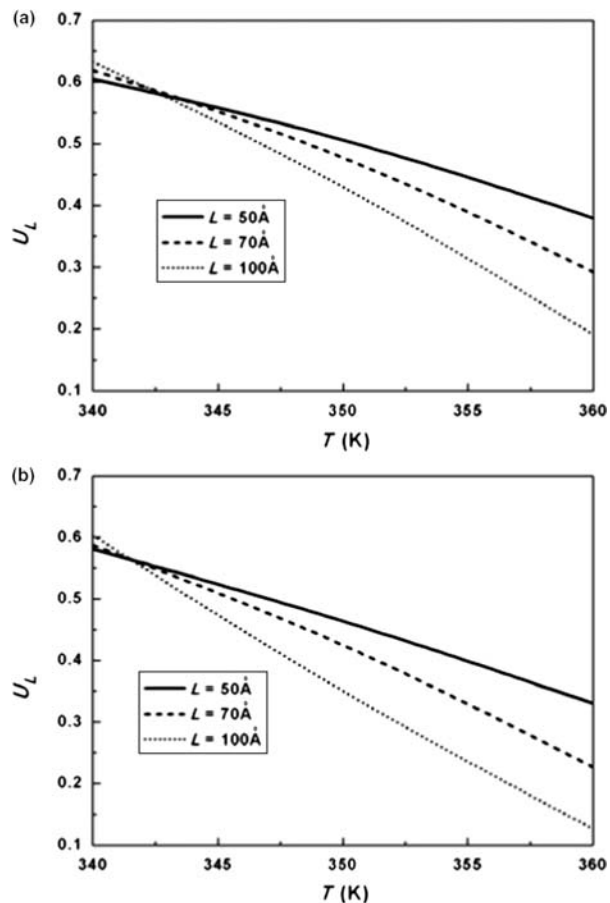 (a)
0.7
0.6
0.5
0.4
0.3
0.2
0.1
U_L
L = 50Å
L = 70Å
L = 100Å
340 345 350 355 360
T (K)
(b)
0.7
0.6
0.5
0.4
0.3
0.2
0.1
U_L
L = 50Å
L = 70Å
L = 100Å
340 345 350 355 360
T (K)